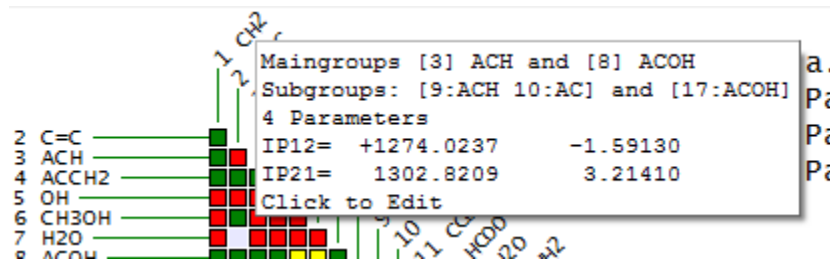 1 CH2
2
Maingroups [3] ACH and [8] ACOH
Subgroups: [9:ACH 10:AC] and [17:ACOH]
4 Parameters
IP12= +1274.0237 -1.59130
IP21= 1302.8209 3.21410
Click to Edit
a.
Pa
Pa
Pa
2 C=C
3 ACH
4 ACCH2
5 OH
6 CH3OH
7 H2O
8 ACOH
9
10
11